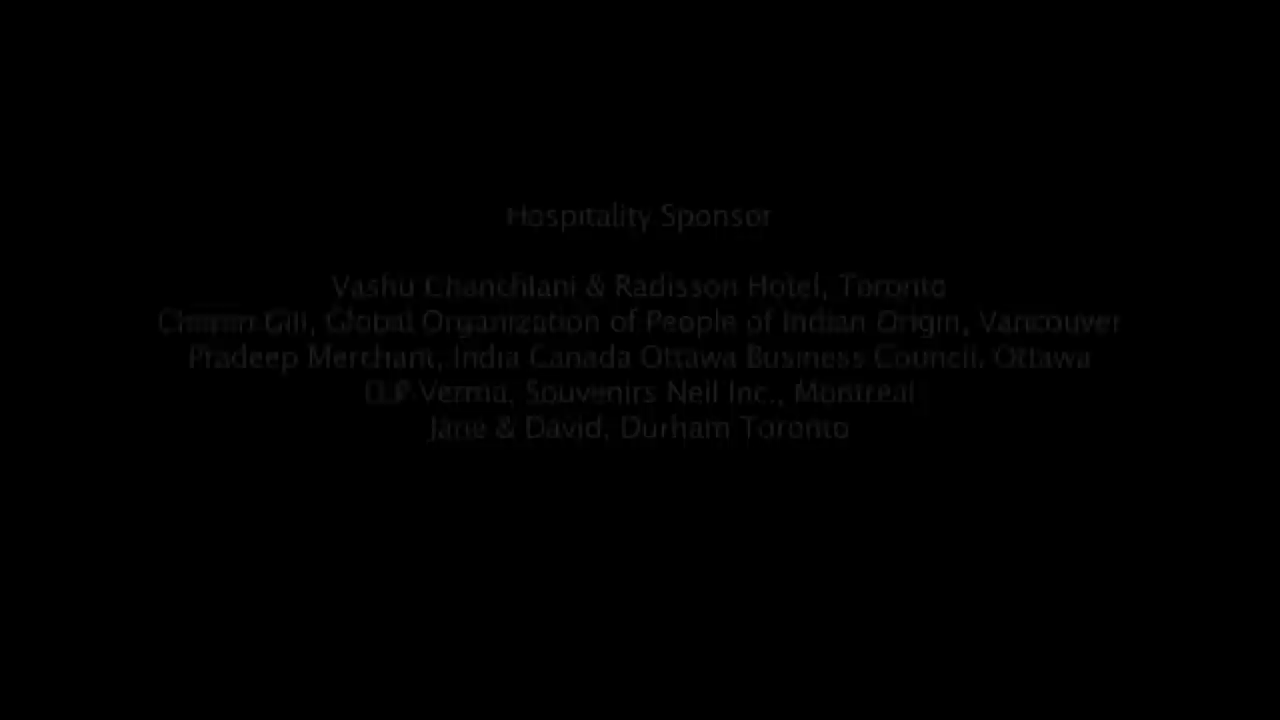 Hospitality Sponsor
Vashu Chanchlani & Radisson Hotel, Toronto
Gill, Global Organization of People of Indian Origin, Vancouver
Pradeep Merchant, India Canada Ottawa Business Council, Ottawa
Verma, Souvenirs Nell Inc., Montreal
Jane & David, Durham Toronto